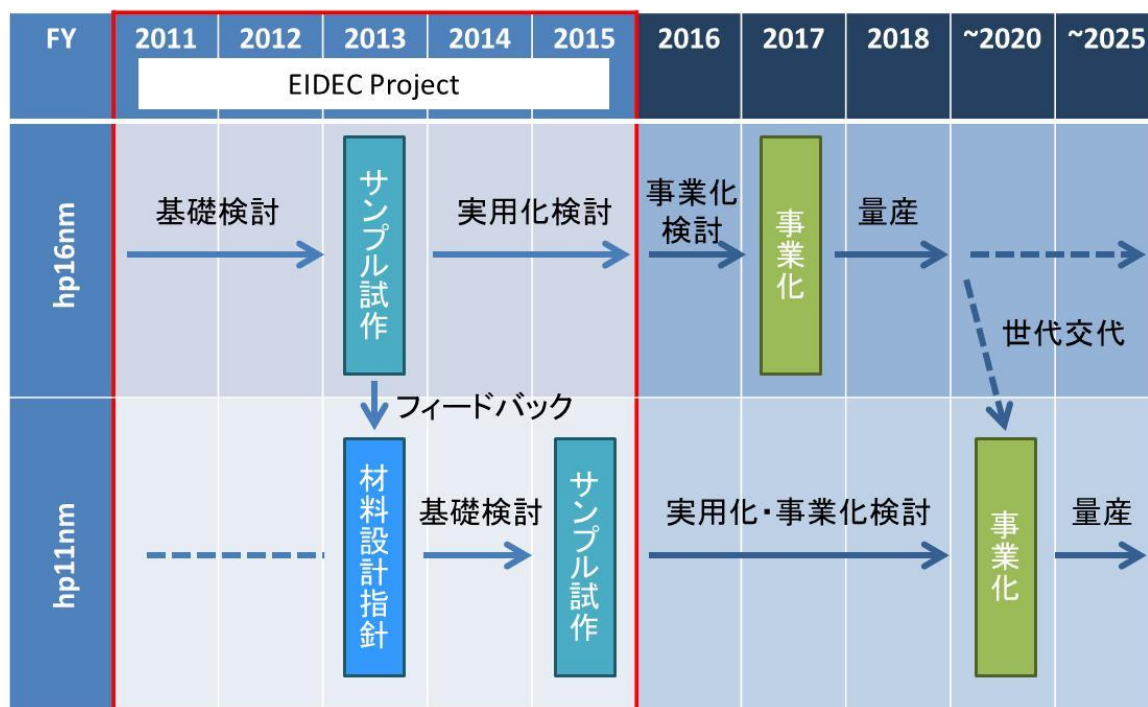 FY 2011 2012 2013 2014 2015 2016 2017 2018 ~2020 ~2025
EIDEC Project
hp16nm
基礎検討
サンプル試作
実用化検討
事業化
検討
事業化
量産
世代交代
フィードバック
hp11nm
材料設計指針
基礎検討
サンプル試作
実用化・事業化検討
事業化
量産